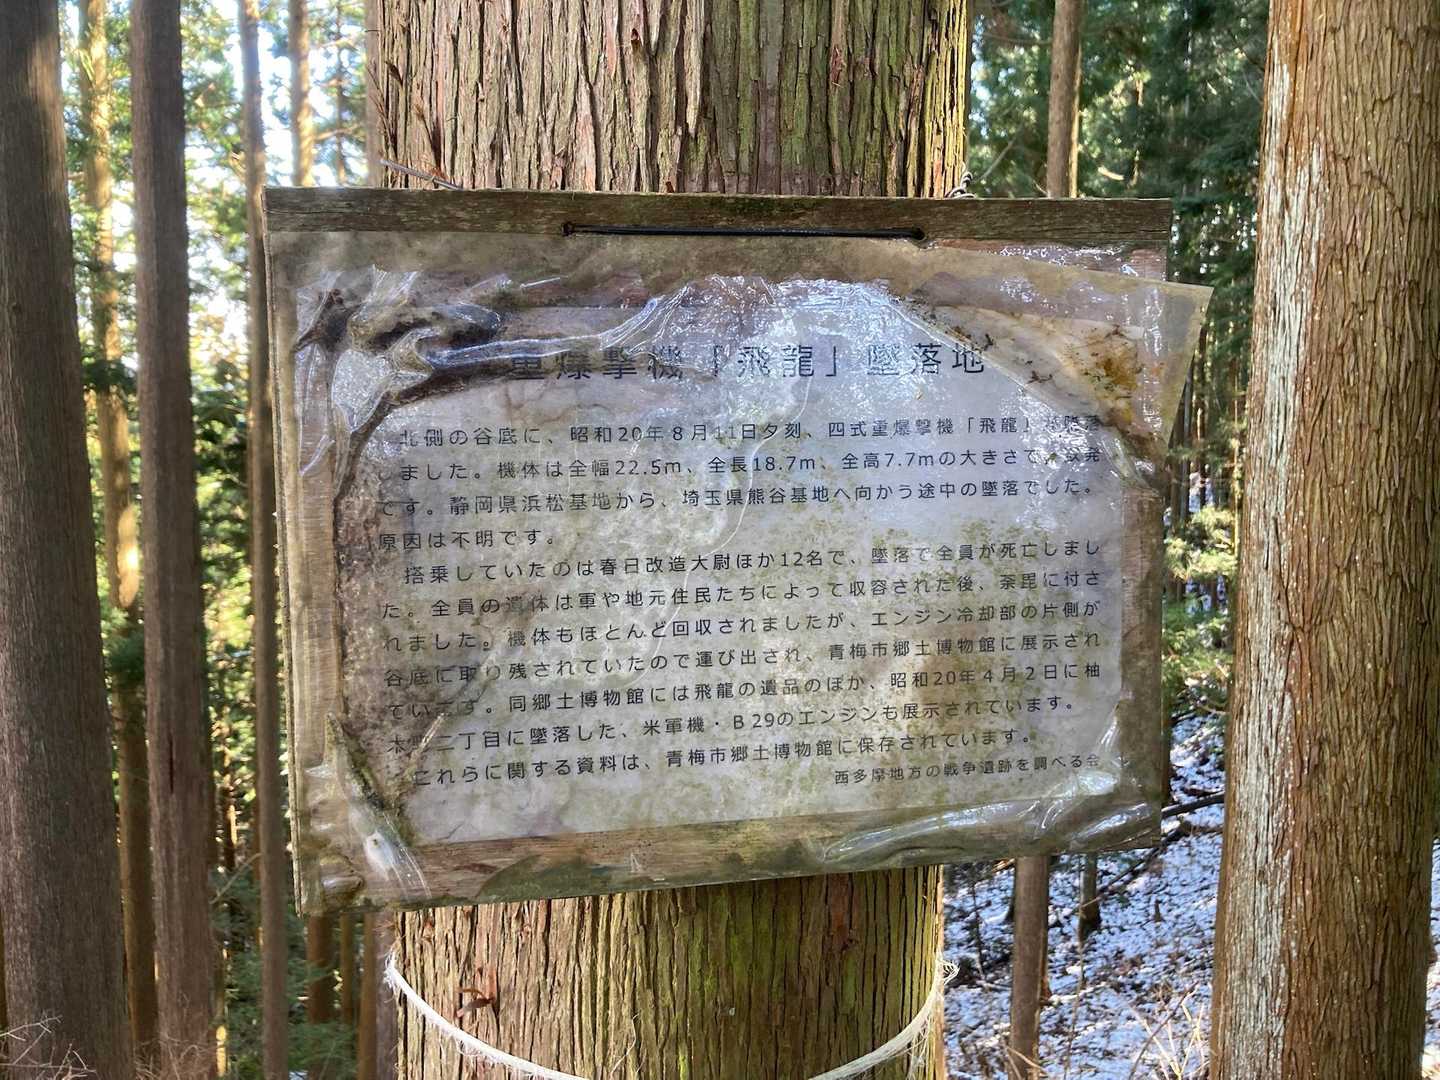 重爆撃機「飛龍」墜落地
北側の谷底に、昭和20年8月11日夕刻、四式重爆撃機「飛龍」が墜落
しました。機体は全幅22.5m、全長18.7m、全高7.7mの大きさで、双発
です。静岡県浜松基地から、埼玉県熊谷基地へ向かう途中の墜落でした。
原因は不明です。
搭乗していたのは春日改造大尉ほか12名で、墜落で全員が死亡しまし
た。全員の遺体は軍や地元住民たちによって収容された後、荼毘に付さ
れました。機体もほとんど回収されましたが、エンジン冷却部の片側が
谷底に取り残されていたので運び出され、青梅市郷土博物館に展示され
ています。同郷土博物館には飛龍の遺品のほか、昭和20年4月2日に柚
木町二丁目に墜落した、米軍機・B29のエンジンも展示されています。
これらに関する資料は、青梅市郷土博物館に保存されています。
西多摩地方の戦争遺跡を調べる会